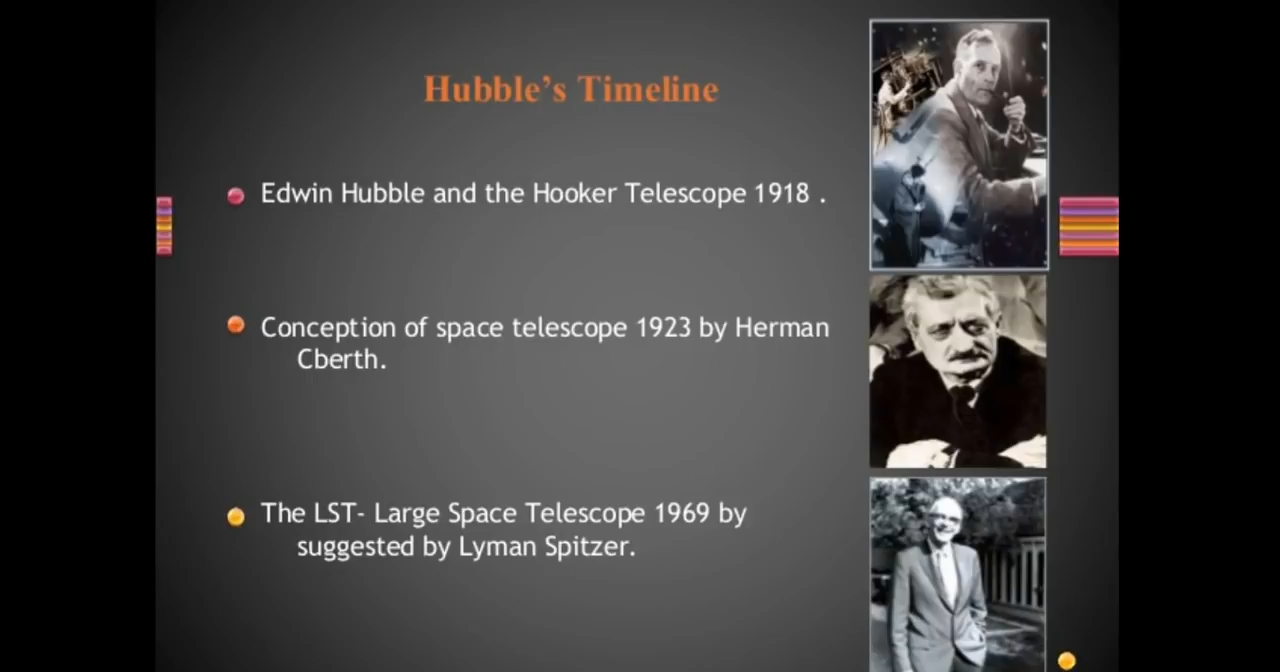 Hubble's Timeline
Edwin Hubble and the Hooker Telescope 1918 .
Conception of space telescope 1923 by Herman
Cberth.
The LST- Large Space Telescope 1969 by
suggested by Lyman Spitzer.